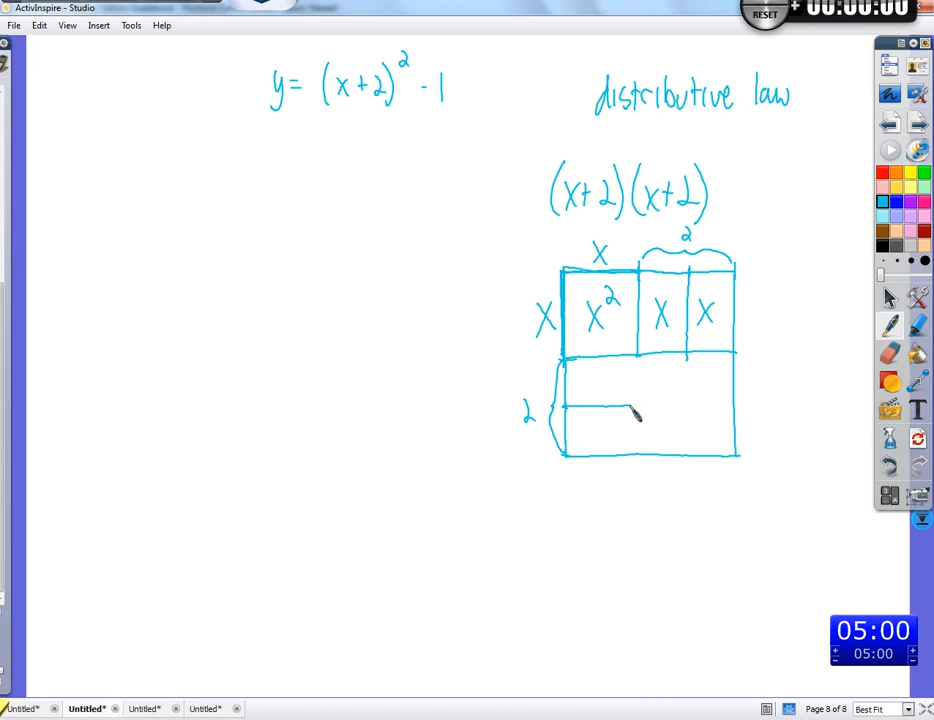 ActivInspire - Studio
00:00:00
RESET
File Edit View Insert Tools Help
y = (x+2)² - 1
distributive law
(x+2)(x+2)
2
x
x
x² x x
2
05:00
05:00
Untitled* Untitled* Untitled* Untitled* Page 8 of 8 Best Fit